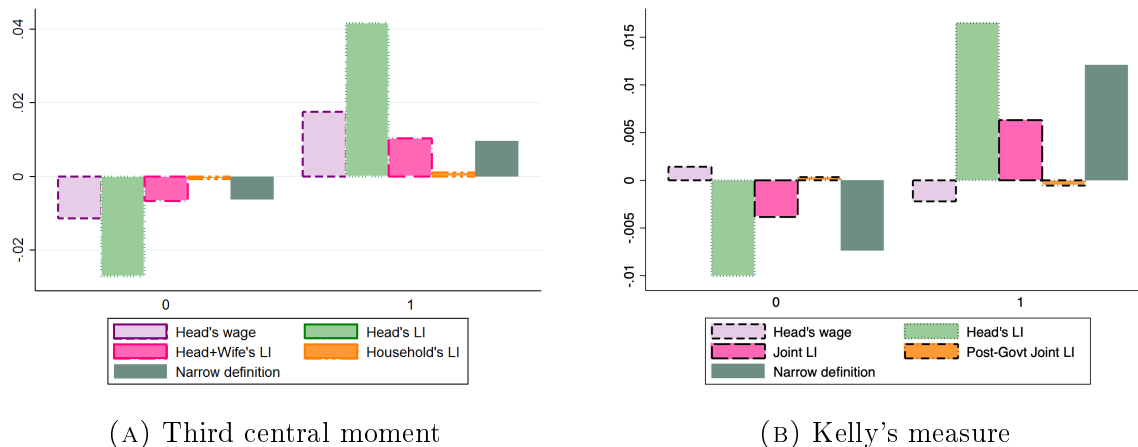 .04
.02
0
-.02
0 1
Head's wage Head's LI
Head+Wife's LI Household's LI
Narrow definition
(A) Third central moment
.015
.01
.005
0
-.005
-.01
0 1
Head's wage Head's LI
Joint LI Post-Govt Joint LI
Narrow definition
(B) Kelly's measure